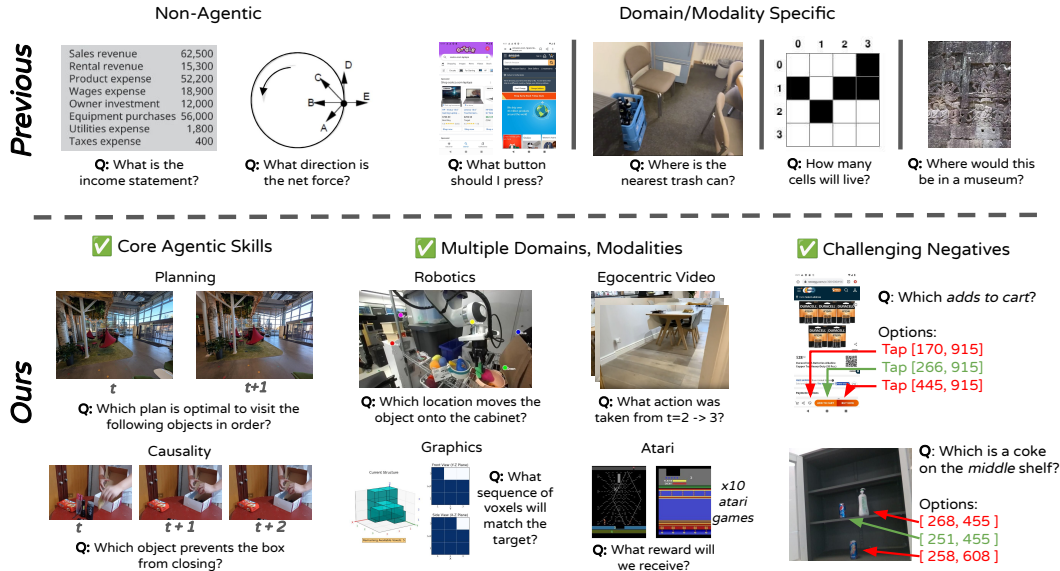 Non-Agentic
Domain/Modality Specific
Previous
Sales revenue 62,500
Rental revenue 15,300
Product expense 52,200
Wages expense 18,900
Owner investment 12,000
Equipment purchases 56,000
Utilities expense 1,800
Taxes expense 400
D
C
B
E
A
0 1 2 3
0
1
2
3
Q: What is the
income statement?
Q: What direction is
the net force?
Q: What button
should I press?
Q: Where is the
nearest trash can?
Q: How many
cells will live?
Q: Where would this
be in a museum?
Ours
✅ Core Agentic Skills
✅ Multiple Domains, Modalities
✅ Challenging Negatives
Planning
t
t+1
Q: Which plan is optimal to visit the
following objects in order?
Causality
t
t + 1
t + 2
Q: Which object prevents the box
from closing?
Robotics
Q: Which location moves the
object onto the cabinet?
Egocentric Video
Q: What action was
taken from t=2 -> 3?
Graphics
Current Structure
Front View (Y-Z Plane)
Side View (X-Z Plane)
Q: What
sequence of
voxels will
match the
target?
Atari
x10
atari
games
Q: What reward will
we receive?
DURACELL
Q: Which adds to cart?
Options:
Tap [170, 915]
Tap [266, 915]
Tap [445, 915]
Q: Which is a coke
on the middle shelf?
Options:
[ 268, 455 ]
[ 251, 455 ]
[ 258, 608 ]